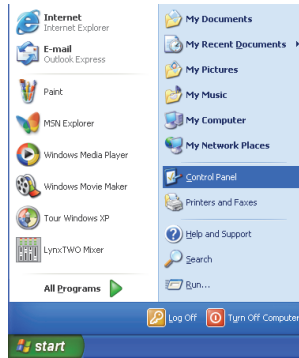 Internet
Internet Explorer
E-mail
Outlook Express
Paint
MSN Explorer
Windows Media Player
Windows Movie Maker
Tour Windows XP
LynxTWO Mixer
All Programs
My Documents
My Recent Documents
My Pictures
My Music
My Computer
My Network Places
Control Panel
Printers and Faxes
Help and Support
Search
Run...
Log Off
Turn Off Computer
start